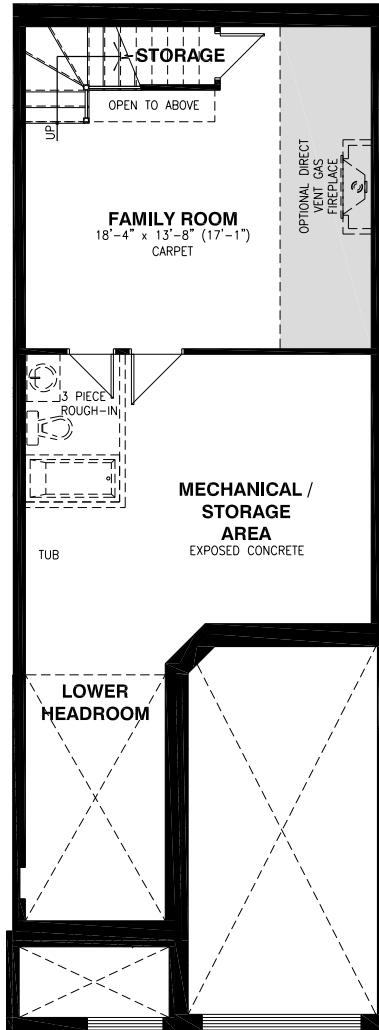 STORAGE
OPEN TO ABOVE
UP
OPTIONAL DIRECT
VENT GAS
FIREPLACE
FAMILY ROOM
18'-4" x 13'-8" (17'-1")
CARPET
3 PIECE
ROUGH-IN
MECHANICAL /
STORAGE
AREA
EXPOSED CONCRETE
TUB
LOWER
HEADROOM